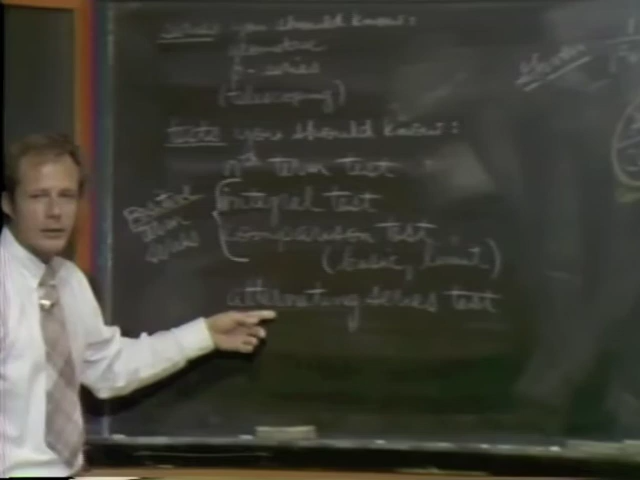 series you should know:
geometric
p-series
(telescoping)
tests you should know:
nth term test
integral test
comparison test
(basic, limit)
alternating series test
Positive
term
series